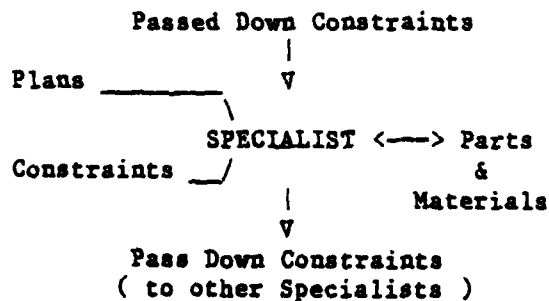 Passed Down Constraints
Plans
SPECIALIST <---> Parts
Constraints &
Materials
Pass Down Constraints
( to other Specialists )